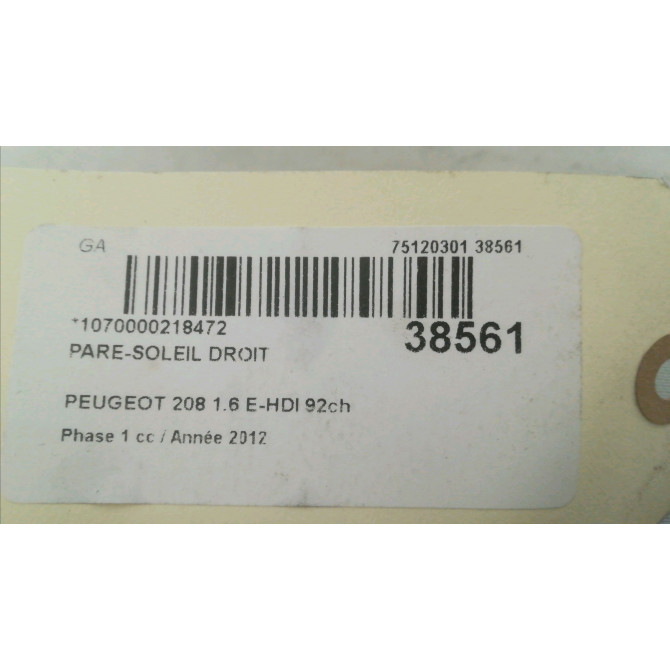 GA 75120301 38561
*1070000218472 38561
PARE-SOLEIL DROIT
PEUGEOT 208 1.6 E-HDI 92ch
Phase 1 cc / Année 2012